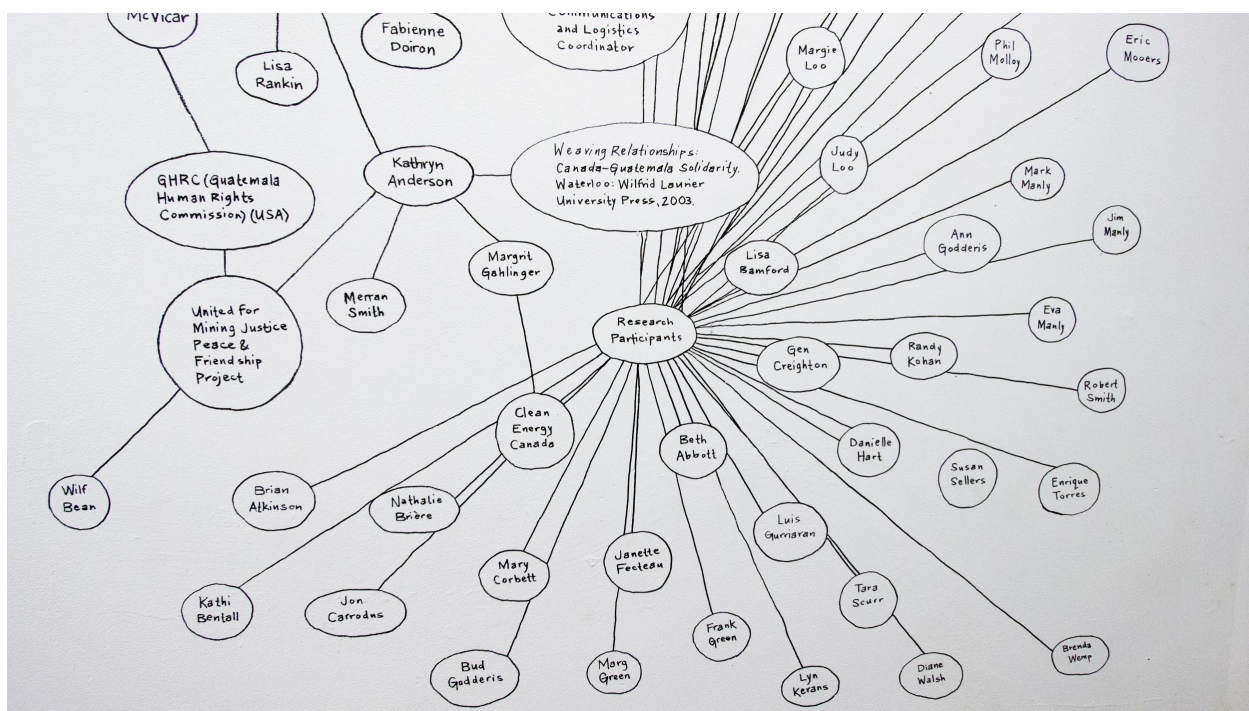 McVicar
Fabienne
Doiron
Communications
and Logistics
Coordinator
Lisa
Rankin
Margie
Loo
Phil
Molloy
Eric
Mooers
GHRC (Guatemala
Human Rights
Commission) (USA)
Kathryn
Anderson
Weaving Relationships:
Canada-Guatemala Solidarity.
Waterloo: Wilfrid Laurier
University Press, 2003.
Judy
Loo
Mark
Manly
Jim
Manly
Ann
Godderis
Margrit
Gahlinger
Lisa
Bamford
Merran
Smith
United for
Mining Justice
Peace &
Friendship
Project
Research
Participants
Eva
Manly
Gen
Creighton
Randy
Kohan
Robert
Smith
Clean
Energy
Canada
Beth
Abbott
Danielle
Hart
Susan
Sellers
Enrique
Torres
Wilf
Bean
Brian
Atkinson
Nathalie
Brière
Luis
Gurriaran
Mary
Corbett
Janette
Fecteau
Tara
Scurr
Kathi
Bentall
Jon
Carrodus
Frank
Green
Brenda
Wemp
Bud
Godderis
Marg
Green
Lyn
Kerans
Diane
Walsh